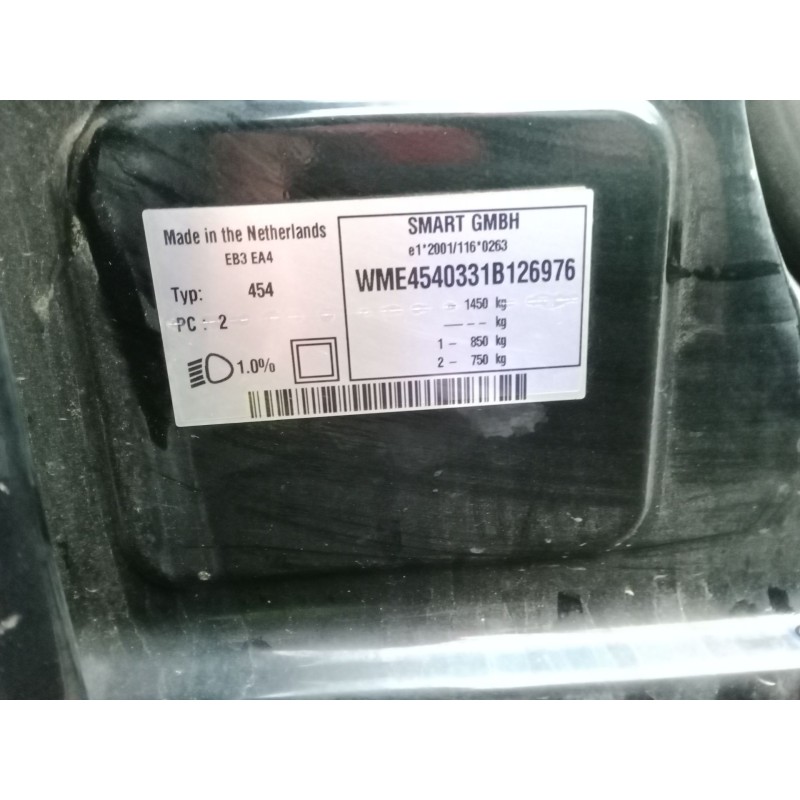 Made in the Netherlands
EB3 EA4
Typ: 454
PC : 2
1.0%
SMART GMBH
e1*2001/116*0263
WME4540331B126976
– 1450 kg
–––– kg
1 – 850 kg
2 – 750 kg